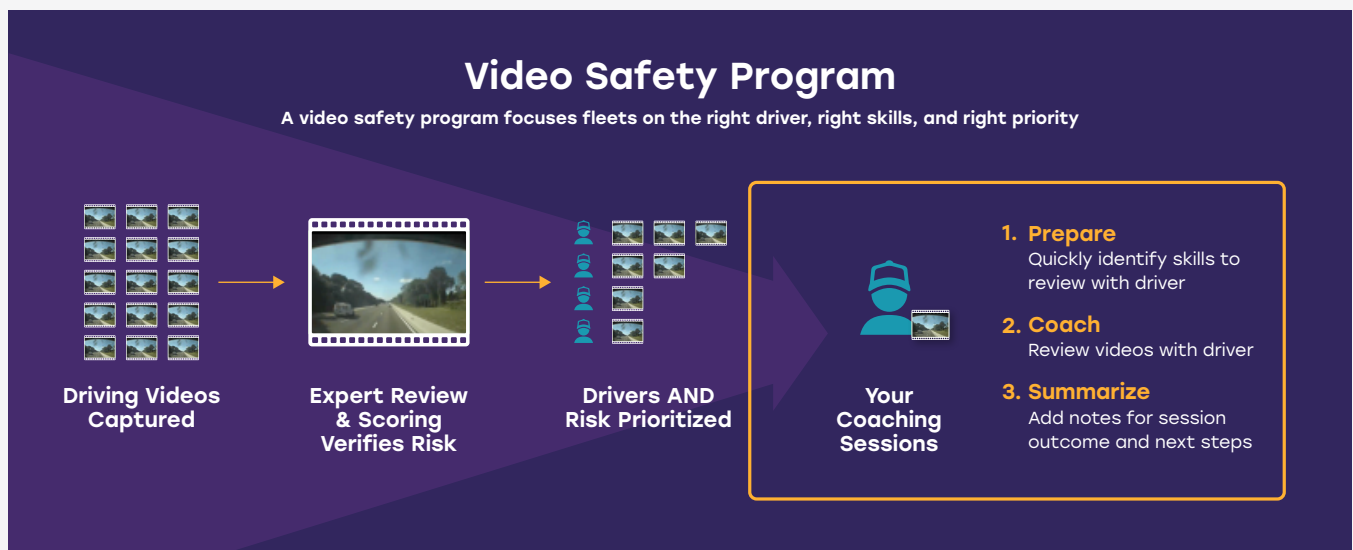 Video Safety Program
A video safety program focuses fleets on the right driver, right skills, and right priority
Driving Videos
Captured
Expert Review
& Scoring
Verifies Risk
Drivers AND
Risk Prioritized
Your
Coaching
Sessions
1. Prepare
Quickly identify skills to
review with driver
2. Coach
Review videos with driver
3. Summarize
Add notes for session
outcome and next steps